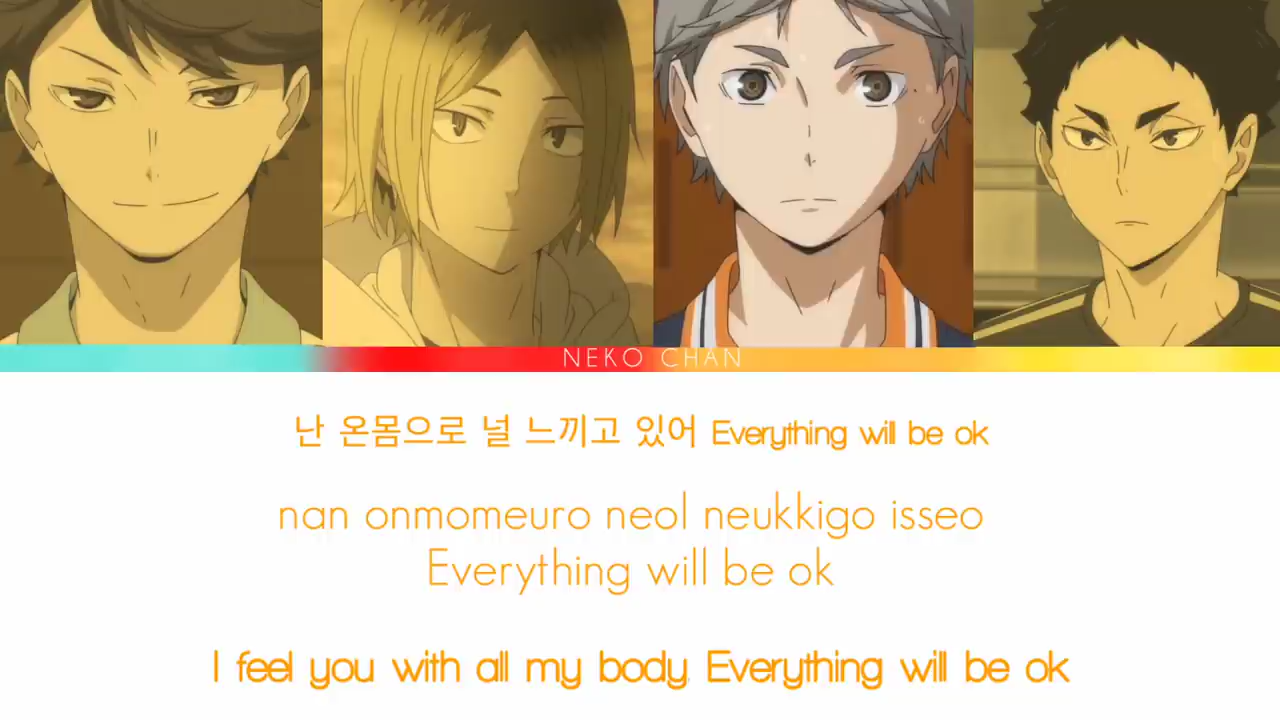 NEKO CHAN
난 온몸으로 널 느끼고 있어 Everything will be ok
nan onmomeuro neol neukkigo isseo
Everything will be ok
I feel you with all my body, Everything will be ok